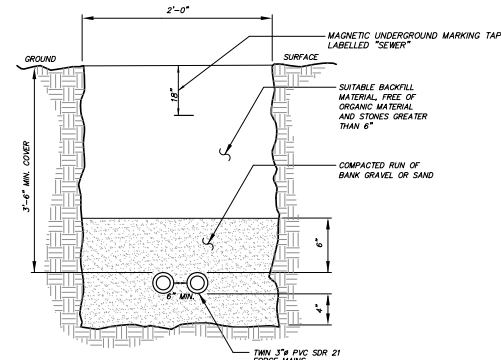 2'-0"
MAGNETIC UNDERGROUND MARKING TAP
LABELLED "SEWER"
GROUND
SURFACE
18"
SUITABLE BACKFILL
MATERIAL, FREE OF
ORGANIC MATERIAL
AND STONES GREATER
THAN 6"
3'-6" MIN. COVER
COMPACTED RUN OF
BANK GRAVEL OR SAND
6"
6" MIN.
4"
TWIN 3"ø PVC SDR 21
FORCE MAINS